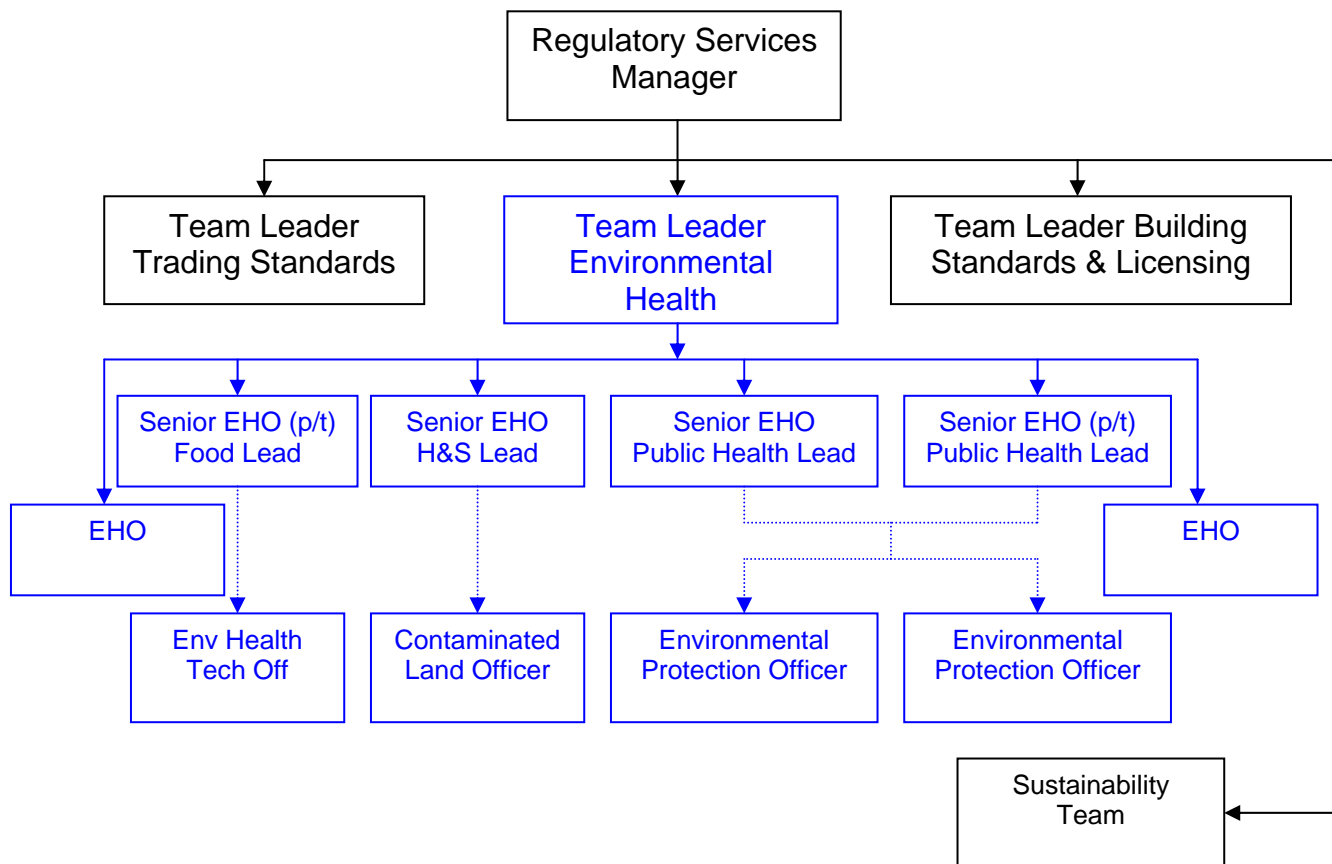 Regulatory Services
Manager
Team Leader
Trading Standards
Team Leader
Environmental
Health
Team Leader Building
Standards & Licensing
Senior EHO (p/t)
Food Lead
Senior EHO
H&S Lead
Senior EHO
Public Health Lead
Senior EHO (p/t)
Public Health Lead
EHO
EHO
Env Health
Tech Off
Contaminated
Land Officer
Environmental
Protection Officer
Environmental
Protection Officer
Sustainability
Team